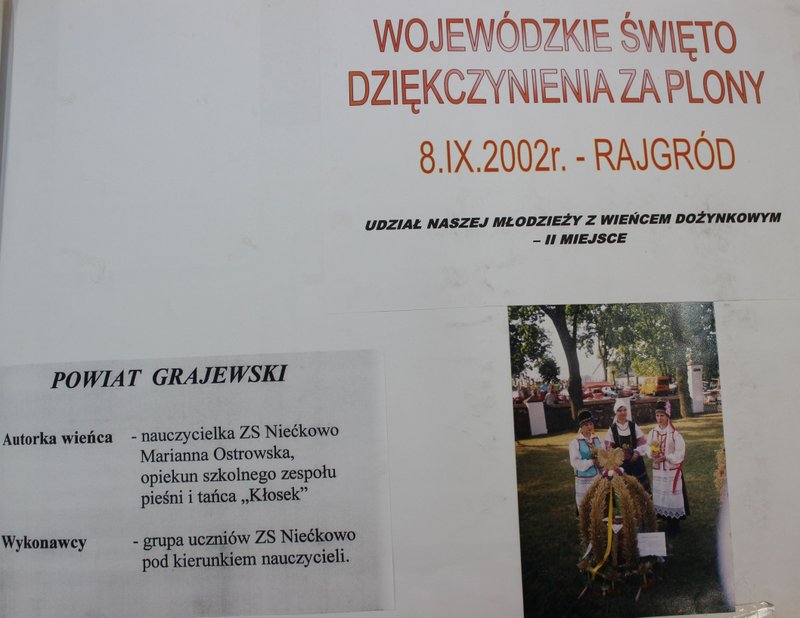 WOJEWÓDZKIE ŚWIĘTO
DZIĘKCZYNIENIA ZA PLONY
8.IX.2002r. - RAJGRÓD
UDZIAŁ NASZEJ MŁODZIEŻY Z WIEŃCEM DOŻYNKOWYM
– II MIEJSCE
POWIAT GRAJEWSKI
Autorka wieńca - nauczycielka ZS Niećkowo
Marianna Ostrowska,
opiekun szkolnego zespołu
pieśni i tańca „Kłosek”
Wykonawcy - grupa uczniów ZS Niećkowo
pod kierunkiem nauczycieli.